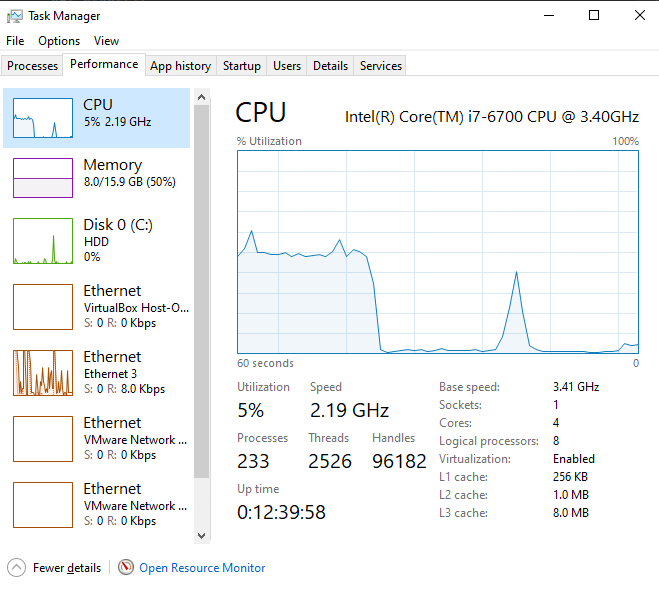 Task Manager
File Options View
Processes Performance App history Startup Users Details Services
CPU
5% 2.19 GHz
Memory
8.0/15.9 GB (50%)
Disk 0 (C:)
HDD
0%
Ethernet
VirtualBox Host-O...
S: 0 R: 0 Kbps
Ethernet
Ethernet 3
S: 0 R: 8.0 Kbps
Ethernet
VMware Network ...
S: 0 R: 0 Kbps
Ethernet
VMware Network ...
S: 0 R: 0 Kbps
CPU Intel(R) Core(TM) i7-6700 CPU @ 3.40GHz
% Utilization 100%
60 seconds 0
Utilization Speed
5% 2.19 GHz
Processes Threads Handles
233 2526 96182
Up time
0:12:39:58
Base speed: 3.41 GHz
Sockets: 1
Cores: 4
Logical processors: 8
Virtualization: Enabled
L1 cache: 256 KB
L2 cache: 1.0 MB
L3 cache: 8.0 MB
Fewer details Open Resource Monitor